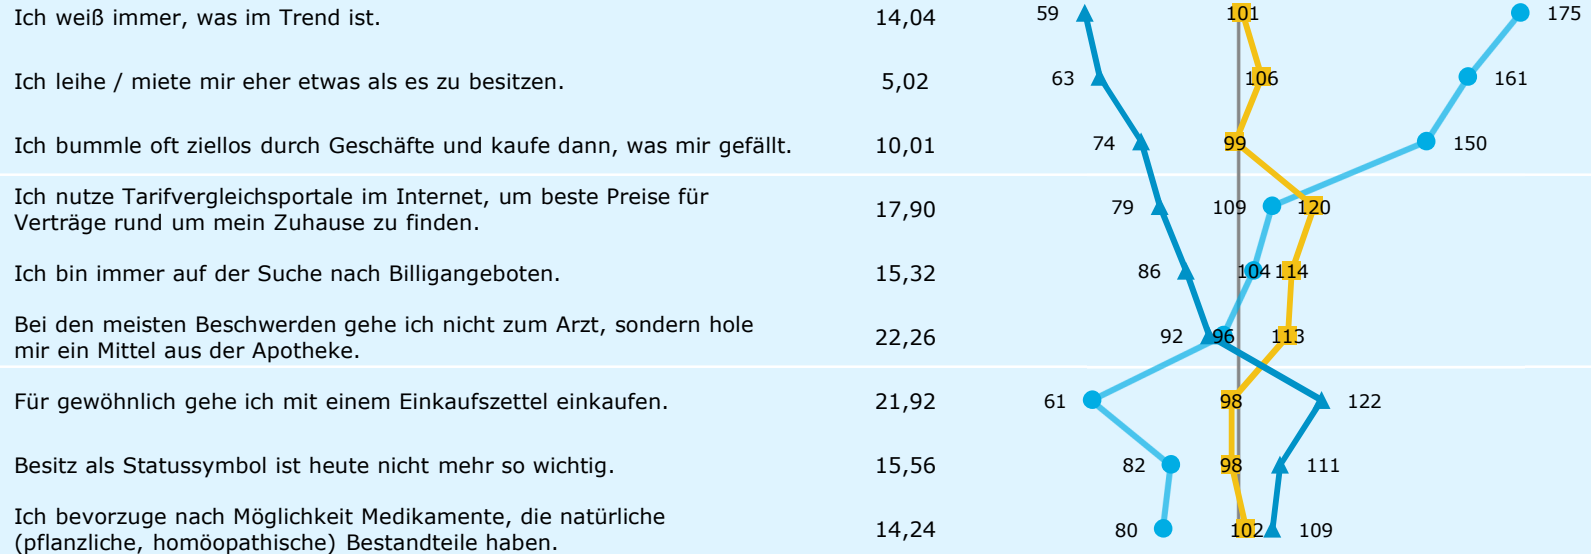 Ich weiß immer, was im Trend ist. 14,04 59 101 175
Ich leihe / miete mir eher etwas als es zu besitzen. 5,02 63 106 161
Ich bummle oft ziellos durch Geschäfte und kaufe dann, was mir gefällt. 10,01 74 99 150
Ich nutze Tarifvergleichsportale im Internet, um beste Preise für
Verträge rund um mein Zuhause zu finden. 17,90 79 109 120
Ich bin immer auf der Suche nach Billigangeboten. 15,32 86 104 114
Bei den meisten Beschwerden gehe ich nicht zum Arzt, sondern hole
mir ein Mittel aus der Apotheke. 22,26 92 96 113
Für gewöhnlich gehe ich mit einem Einkaufszettel einkaufen. 21,92 61 98 122
Besitz als Statussymbol ist heute nicht mehr so wichtig. 15,56 82 98 111
Ich bevorzuge nach Möglichkeit Medikamente, die natürliche
(pflanzliche, homöopathische) Bestandteile haben. 14,24 80 102 109